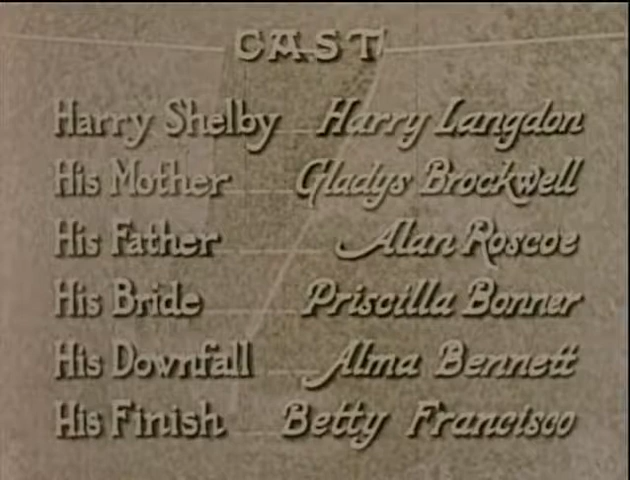 CAST
Harry Shelby Harry Langdon
His Mother Gladys Brockwell
His Father Alan Roscoe
His Bride Priscilla Bonner
His Downfall Alma Bennett
His Finish Betty Francisco